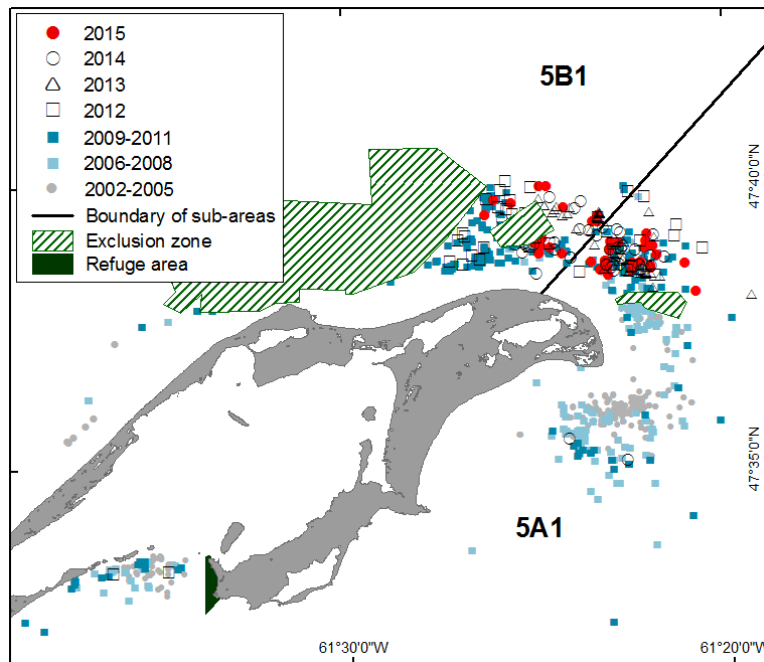 2015
2014
2013
2012
2009-2011
2006-2008
2002-2005
Boundary of sub-areas
Exclusion zone
Refuge area
5B1
47°40'0"N
47°35'0"N
5A1
61°30'0"W
61°20'0"W